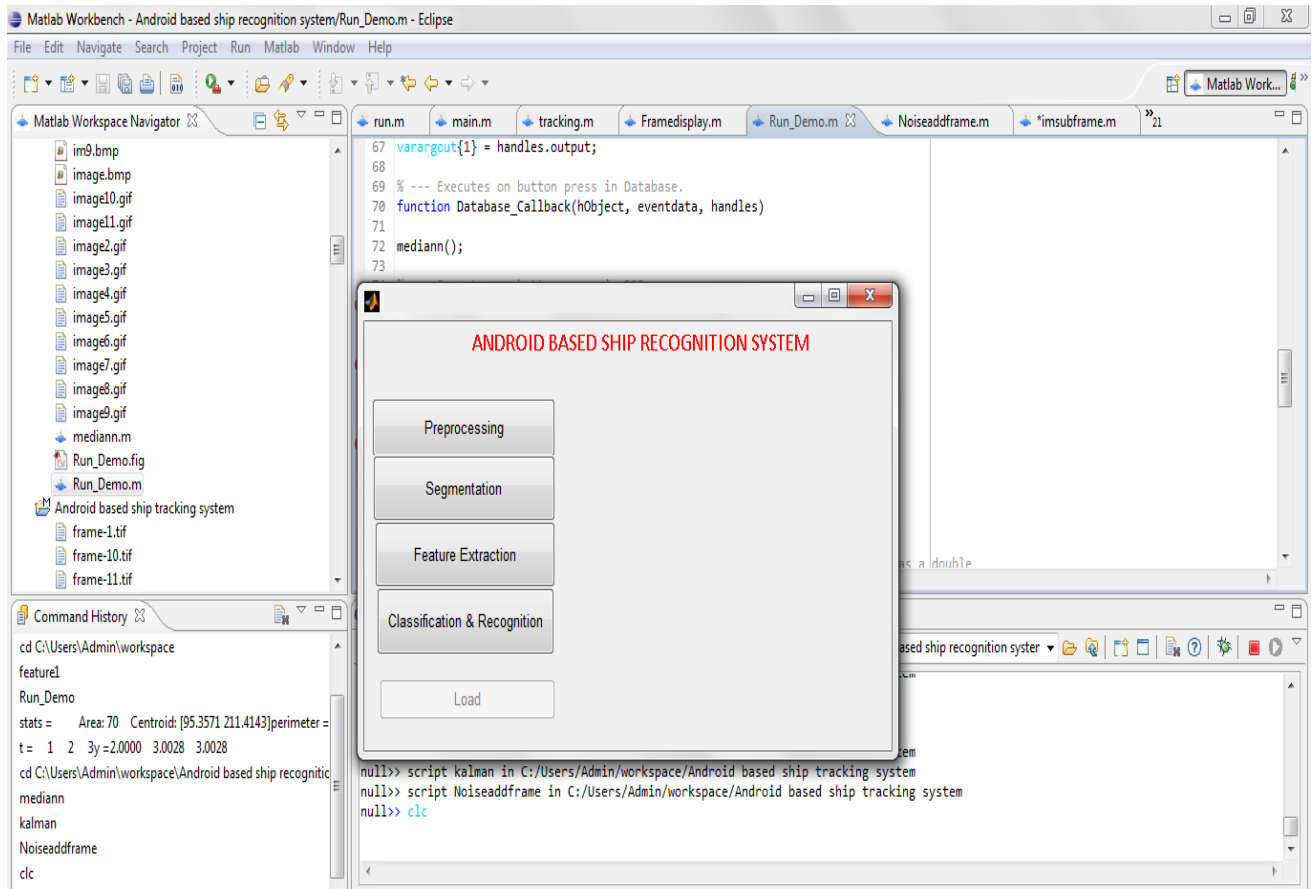 Matlab Workbench - Android based ship recognition system/Run_Demo.m - Eclipse
File Edit Navigate Search Project Run Matlab Window Help
Matlab Work...
Matlab Workspace Navigator
im9.bmp
image.bmp
image10.gif
image11.gif
image2.gif
image3.gif
image4.gif
image5.gif
image6.gif
image7.gif
image8.gif
image9.gif
mediann.m
Run_Demo.fig
Run_Demo.m
Android based ship tracking system
frame-1.tif
frame-10.tif
frame-11.tif
run.m main.m tracking.m Framedisplay.m Run_Demo.m Noiseaddframe.m *imsubframe.m »21
67 varargout{1} = handles.output;
68
69 % --- Executes on button press in Database.
70 function Database_Callback(hObject, eventdata, handles)
71
72 mediann();
73
as a double
ANDROID BASED SHIP RECOGNITION SYSTEM
Preprocessing
Segmentation
Feature Extraction
Classification & Recognition
Load
Command History
cd C:\Users\Admin\workspace
feature1
Run_Demo
stats = Area: 70 Centroid: [95.3571 211.4143]perimeter =
t = 1 2 3y =2.0000 3.0028 3.0028
cd C:\Users\Admin\workspace\Android based ship recognitic
mediann
kalman
Noiseaddframe
clc
ased ship recognition syster
tem
null>> script kalman in C:/Users/Admin/workspace/Android based ship tracking system
null>> script Noiseaddframe in C:/Users/Admin/workspace/Android based ship tracking system
null>> clc